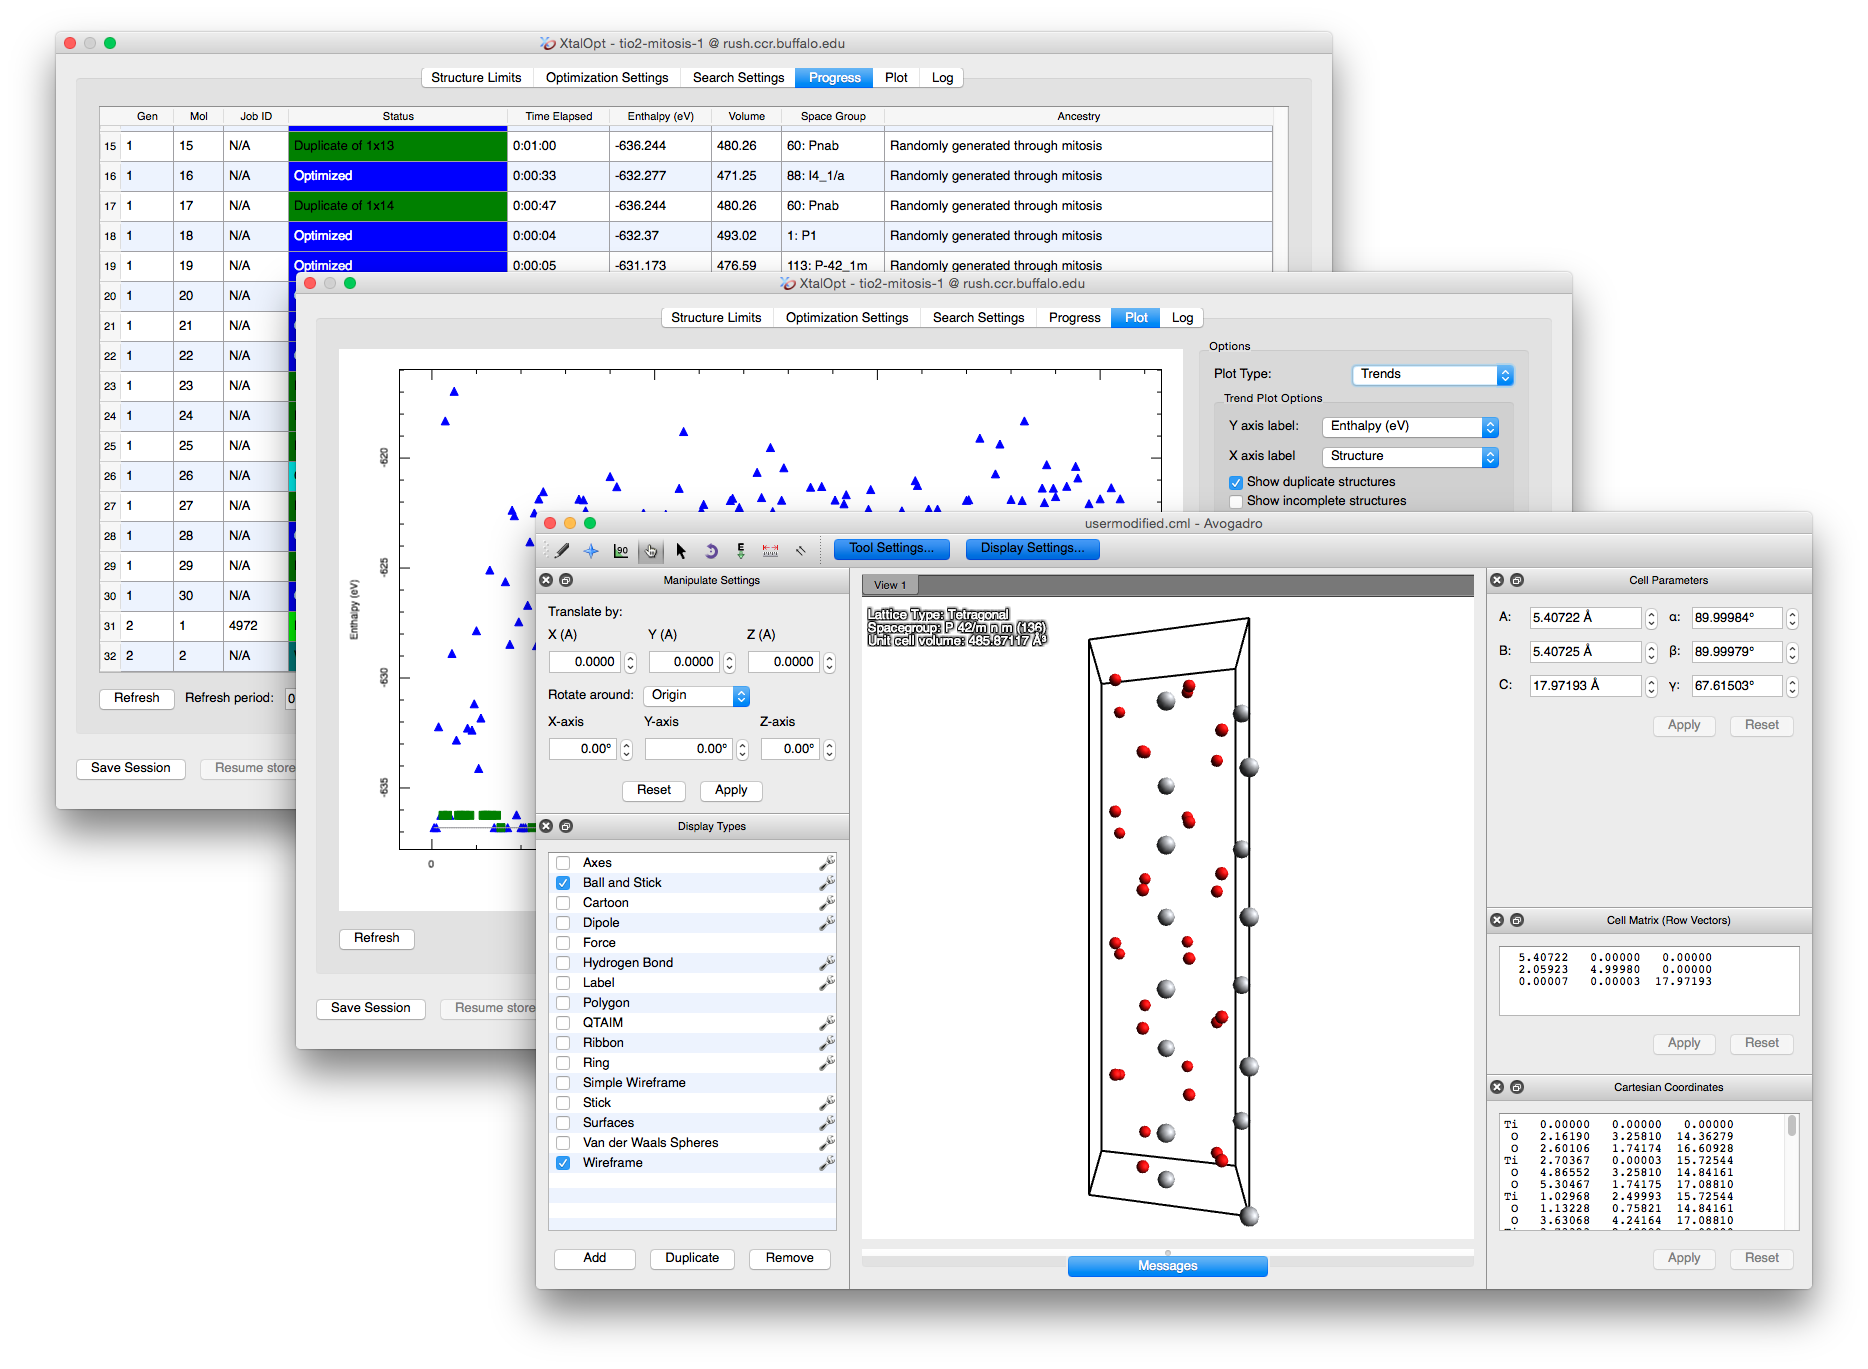 XtalOpt - tio2-mitosis-1 @ rush.ccr.buffalo.edu
Structure Limits Optimization Settings Search Settings Progress Plot Log
Gen Mol Job ID Status Time Elapsed Enthalpy (eV) Volume Space Group Ancestry
15 1 15 N/A Duplicate of 1x13 0:01:00 -636.244 480.26 60: Pnab Randomly generated through mitosis
16 1 16 N/A Optimized 0:00:33 -632.277 471.25 88: I4_1/a Randomly generated through mitosis
17 1 17 N/A Duplicate of 1x14 0:00:47 -636.244 480.26 60: Pnab Randomly generated through mitosis
18 1 18 N/A Optimized 0:00:04 -632.37 493.02 1: P1 Randomly generated through mitosis
19 1 19 N/A Optimized 0:00:05 -631.173 476.59 113: P-42_1m Randomly generated through mitosis
20 1 20 N/A
21 1 21 N/A
22 1 22 N/A
23 1 23 N/A
24 1 24 N/A
25 1 25 N/A
26 1 26 N/A
27 1 27 N/A
28 1 28 N/A
29 1 29 N/A
30 1 30 N/A
31 2 1 4972
32 2 2 N/A
Refresh Refresh period: 0
Save Session Resume store
XtalOpt - tio2-mitosis-1 @ rush.ccr.buffalo.edu
Structure Limits Optimization Settings Search Settings Progress Plot Log
Enthalpy (eV)
-620
-625
-630
-635
0
Options
Plot Type: Trends
Trend Plot Options
Y axis label: Enthalpy (eV)
X axis label Structure
Show duplicate structures
Show incomplete structures
Refresh
Save Session Resume store
usermodified.cml - Avogadro
90 E Tool Settings... Display Settings...
Manipulate Settings
Translate by:
X (A) Y (A) Z (A)
0.0000 0.0000 0.0000
Rotate around: Origin
X-axis Y-axis Z-axis
0.00° 0.00° 0.00°
Reset Apply
Display Types
Axes
Ball and Stick
Cartoon
Dipole
Force
Hydrogen Bond
Label
Polygon
QTAIM
Ribbon
Ring
Simple Wireframe
Stick
Surfaces
Van der Waals Spheres
Wireframe
Add Duplicate Remove
View 1
Lattice Type: Tetragonal
Spacegroup: P 42/m n m (136)
Unit cell volume: 485.87117 Å³
Messages
Cell Parameters
A: 5.40722 Å α: 89.99984°
B: 5.40725 Å β: 89.99979°
C: 17.97193 Å γ: 67.61503°
Apply Reset
Cell Matrix (Row Vectors)
5.40722 0.00000 0.00000
2.05923 4.99980 0.00000
0.00007 0.00003 17.97193
Apply Reset
Cartesian Coordinates
Ti 0.00000 0.00000 0.00000
O 2.16190 3.25810 14.36279
O 2.60106 1.74174 16.60928
Ti 2.70367 0.00003 15.72544
O 4.86552 3.25810 14.84161
O 5.30467 1.74175 17.08810
Ti 1.02968 2.49993 15.72544
O 1.13228 0.75821 14.84161
O 3.63068 4.24164 17.08810
Apply Reset